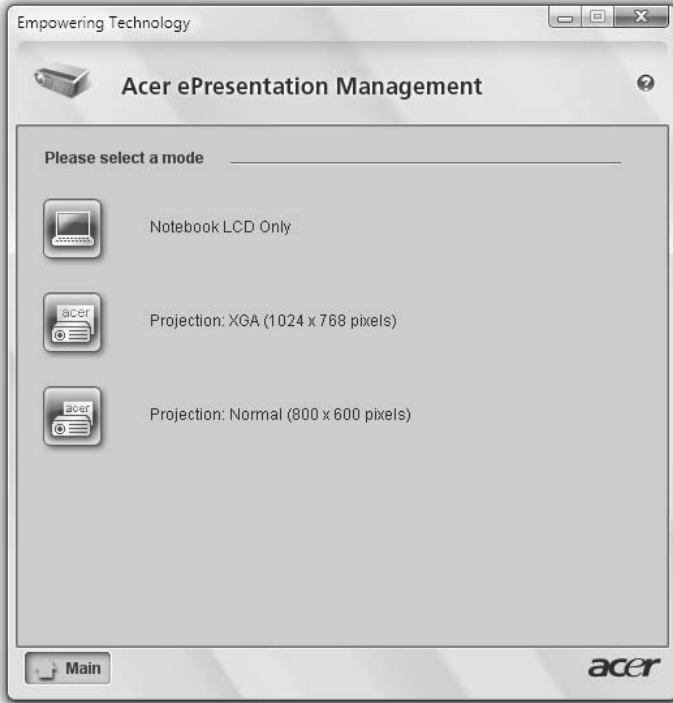 Empowering Technology
Acer ePresentation Management
Please select a mode
Notebook LCD Only
acer
Projection: XGA (1024 x 768 pixels)
acer
Projection: Normal (800 x 600 pixels)
Main
acer